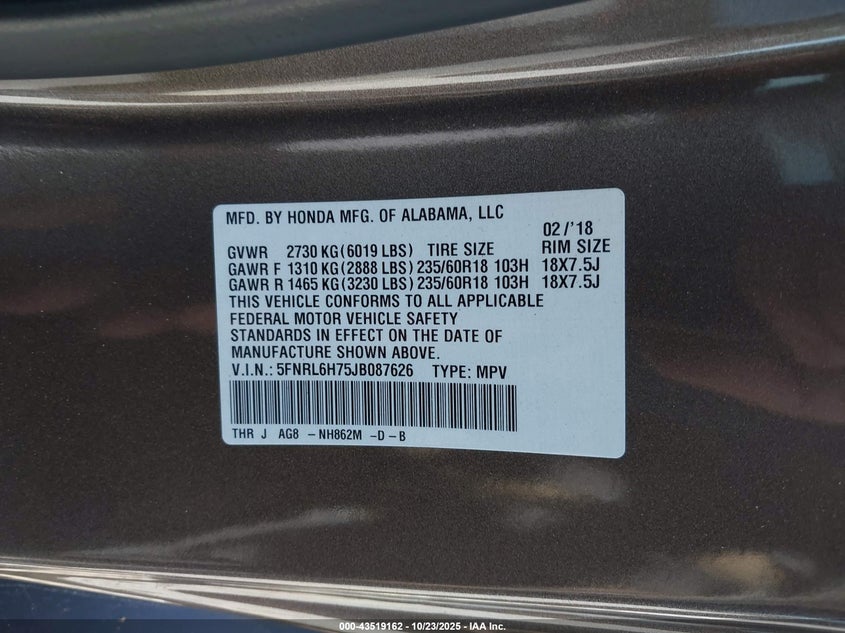 MFD. BY HONDA MFG. OF ALABAMA, LLC
02/'18
GVWR 2730 KG(6019 LBS) TIRE SIZE RIM SIZE
GAWR F 1310 KG(2888 LBS) 235/60R18 103H 18X7.5J
GAWR R 1465 KG(3230 LBS) 235/60R18 103H 18X7.5J
THIS VEHICLE CONFORMS TO ALL APPLICABLE
FEDERAL MOTOR VEHICLE SAFETY
STANDARDS IN EFFECT ON THE DATE OF
MANUFACTURE SHOWN ABOVE.
V.I.N.: 5FNRL6H75JB087626 TYPE: MPV
THR J AG8 -NH862M -D-B
000-43519162 - 10/23/2025 - IAA Inc.